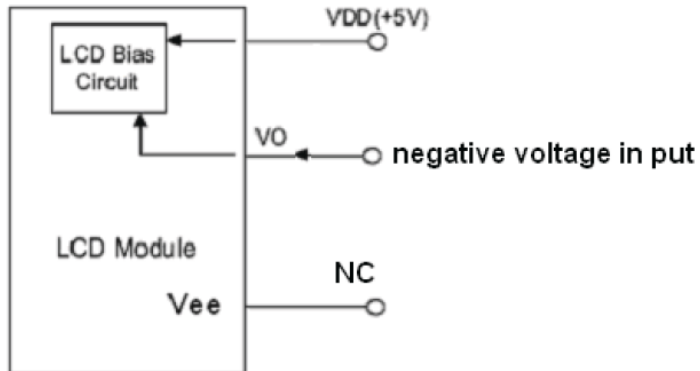 VDD(+5V)
LCD Bias
Circuit
VO
negative voltage in put
LCD Module
NC
Vee